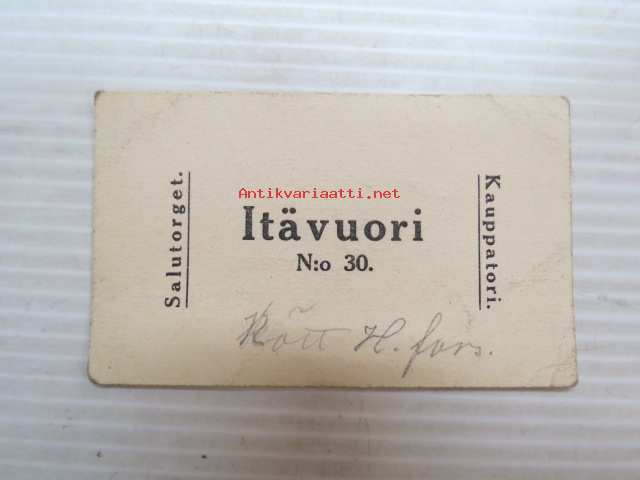 Salutorget.
Antikvariaatti.net
Itävuori
N:o 30.
Kauppatori.
Kött H.fors.